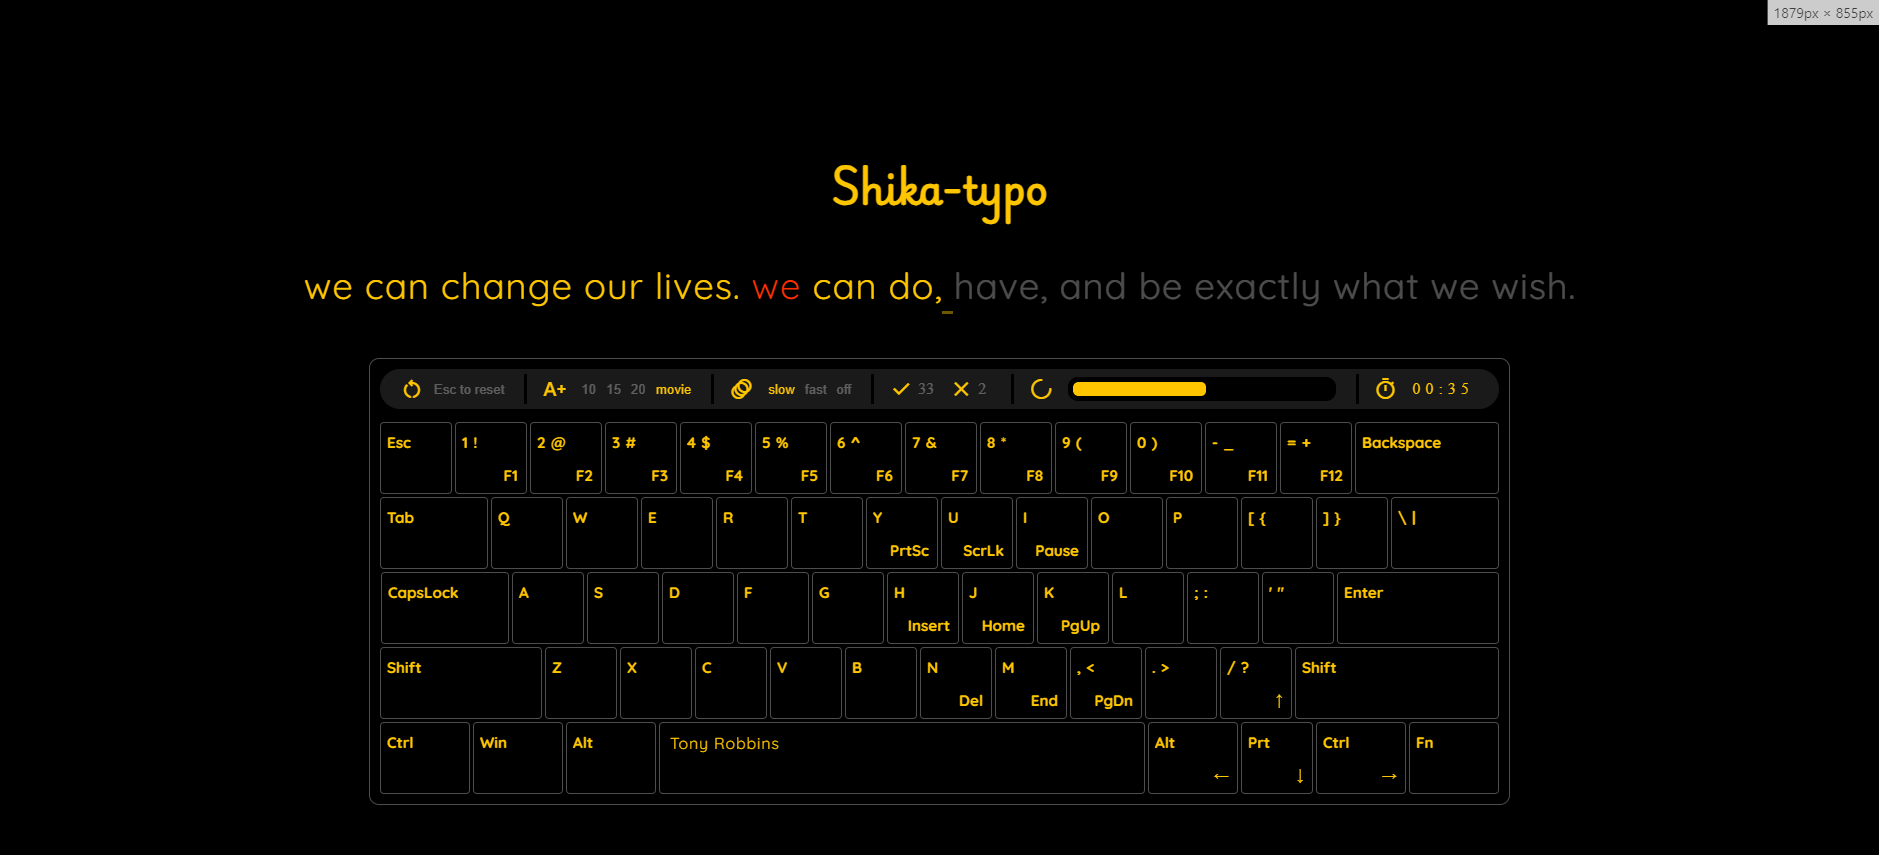 1879px × 855px
Shika-typo
we can change our lives. we can do, have, and be exactly what we wish.
Esc to reset A+ 10 15 20 movie slow fast off 33 2 00:35
Esc 1 ! 2 @ 3 # 4 $ 5 % 6 ^ 7 & 8 * 9 ( 0 ) - _ = + Backspace
F1 F2 F3 F4 F5 F6 F7 F8 F9 F10 F11 F12
Tab Q W E R T Y U I O P [ { ] } \ |
PrtSc ScrLk Pause
CapsLock A S D F G H J K L ; : ' " Enter
Insert Home PgUp
Shift Z X C V B N M , < . > / ? Shift
Del End PgDn ↑
Ctrl Win Alt Tony Robbins Alt Prt Ctrl Fn
← ↓ →